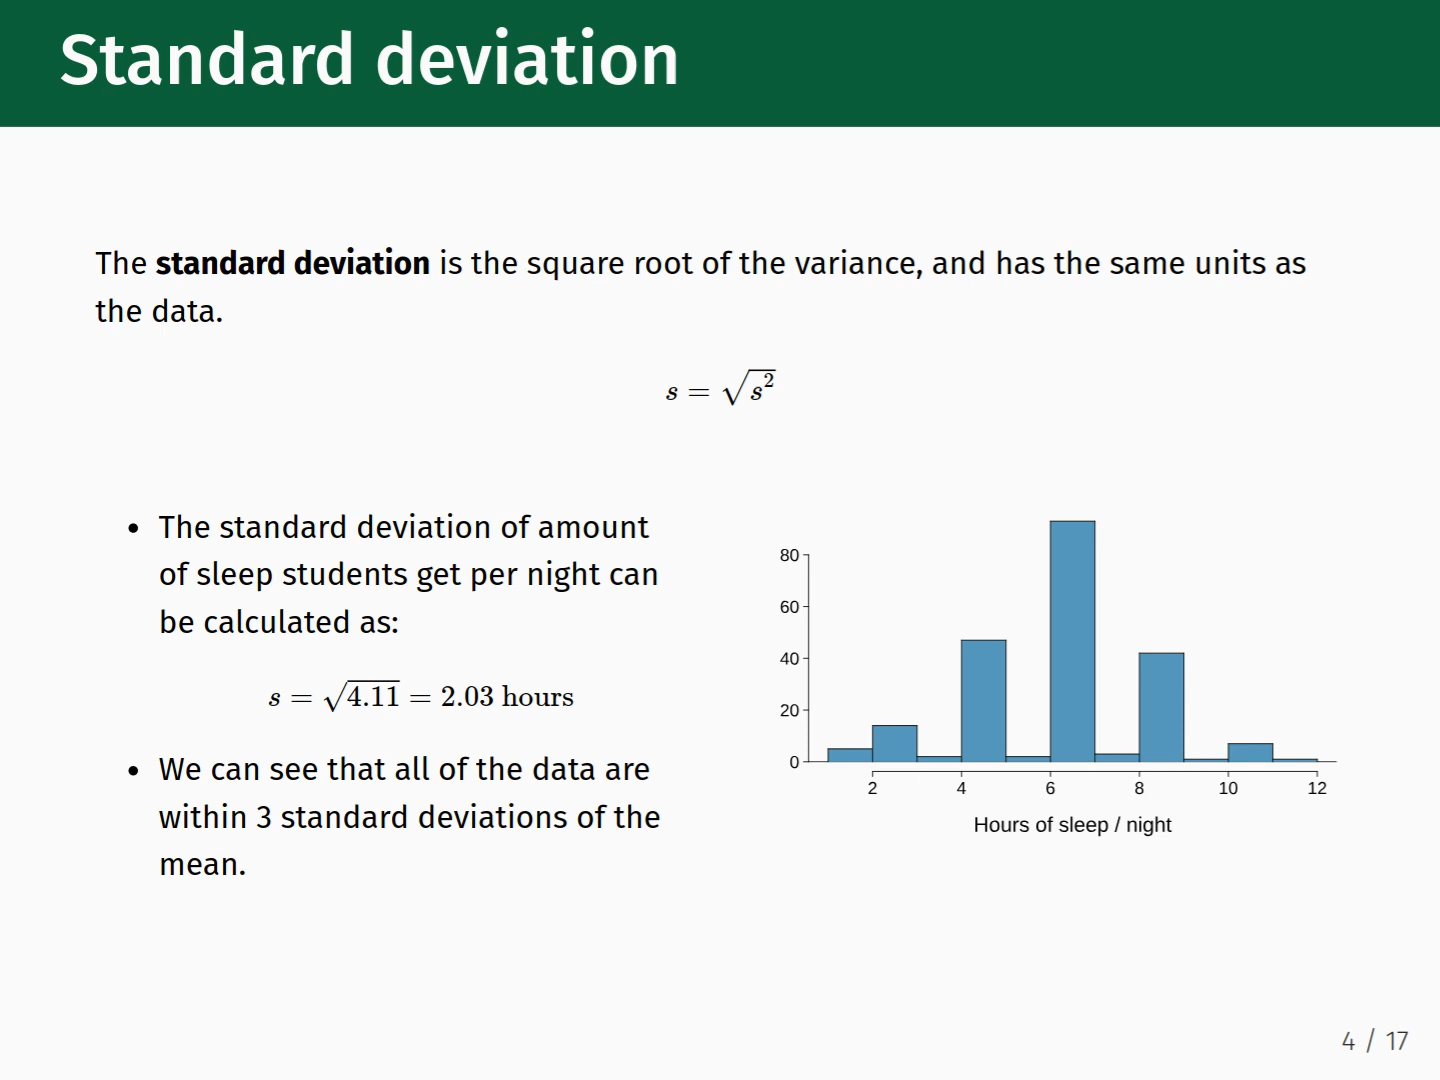 Standard deviation
The standard deviation is the square root of the variance, and has the same units as
the data.
s = √s²
• The standard deviation of amount
of sleep students get per night can
be calculated as:
s = √4.11 = 2.03 hours
• We can see that all of the data are
within 3 standard deviations of the
mean.
80
60
40
20
0
2 4 6 8 10 12
Hours of sleep / night
4 / 17